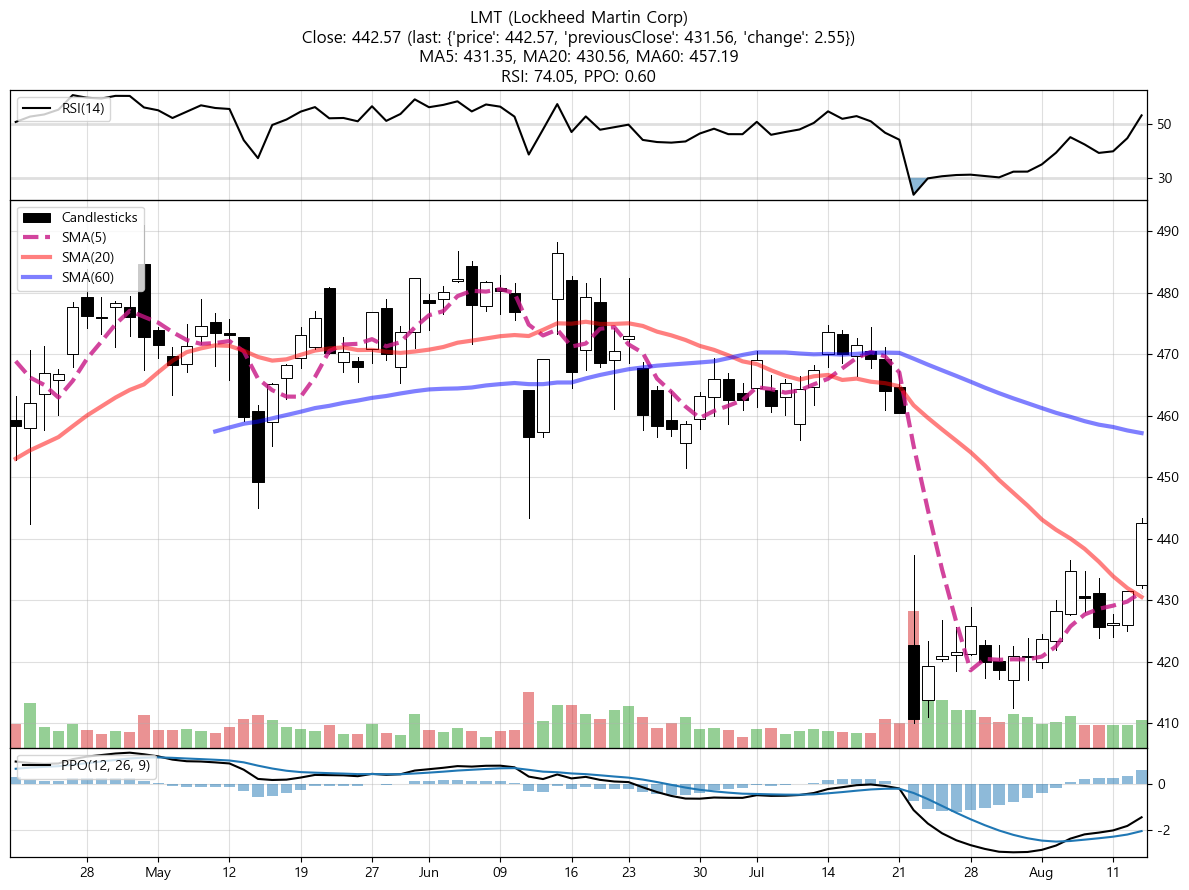 LMT (Lockheed Martin Corp)
Close: 442.57 (last: {'price': 442.57, 'previousClose': 431.56, 'change': 2.55})
MA5: 431.35, MA20: 430.56, MA60: 457.19
RSI: 74.05, PPO: 0.60
RSI(14)
50
30
Candlesticks
SMA(5)
SMA(20)
SMA(60)
490
480
470
460
450
440
430
420
410
PPO(12, 26, 9)
0
-2
28 May 12 19 27 Jun 9 16 23 30 Jul 14 21 28 Aug 11